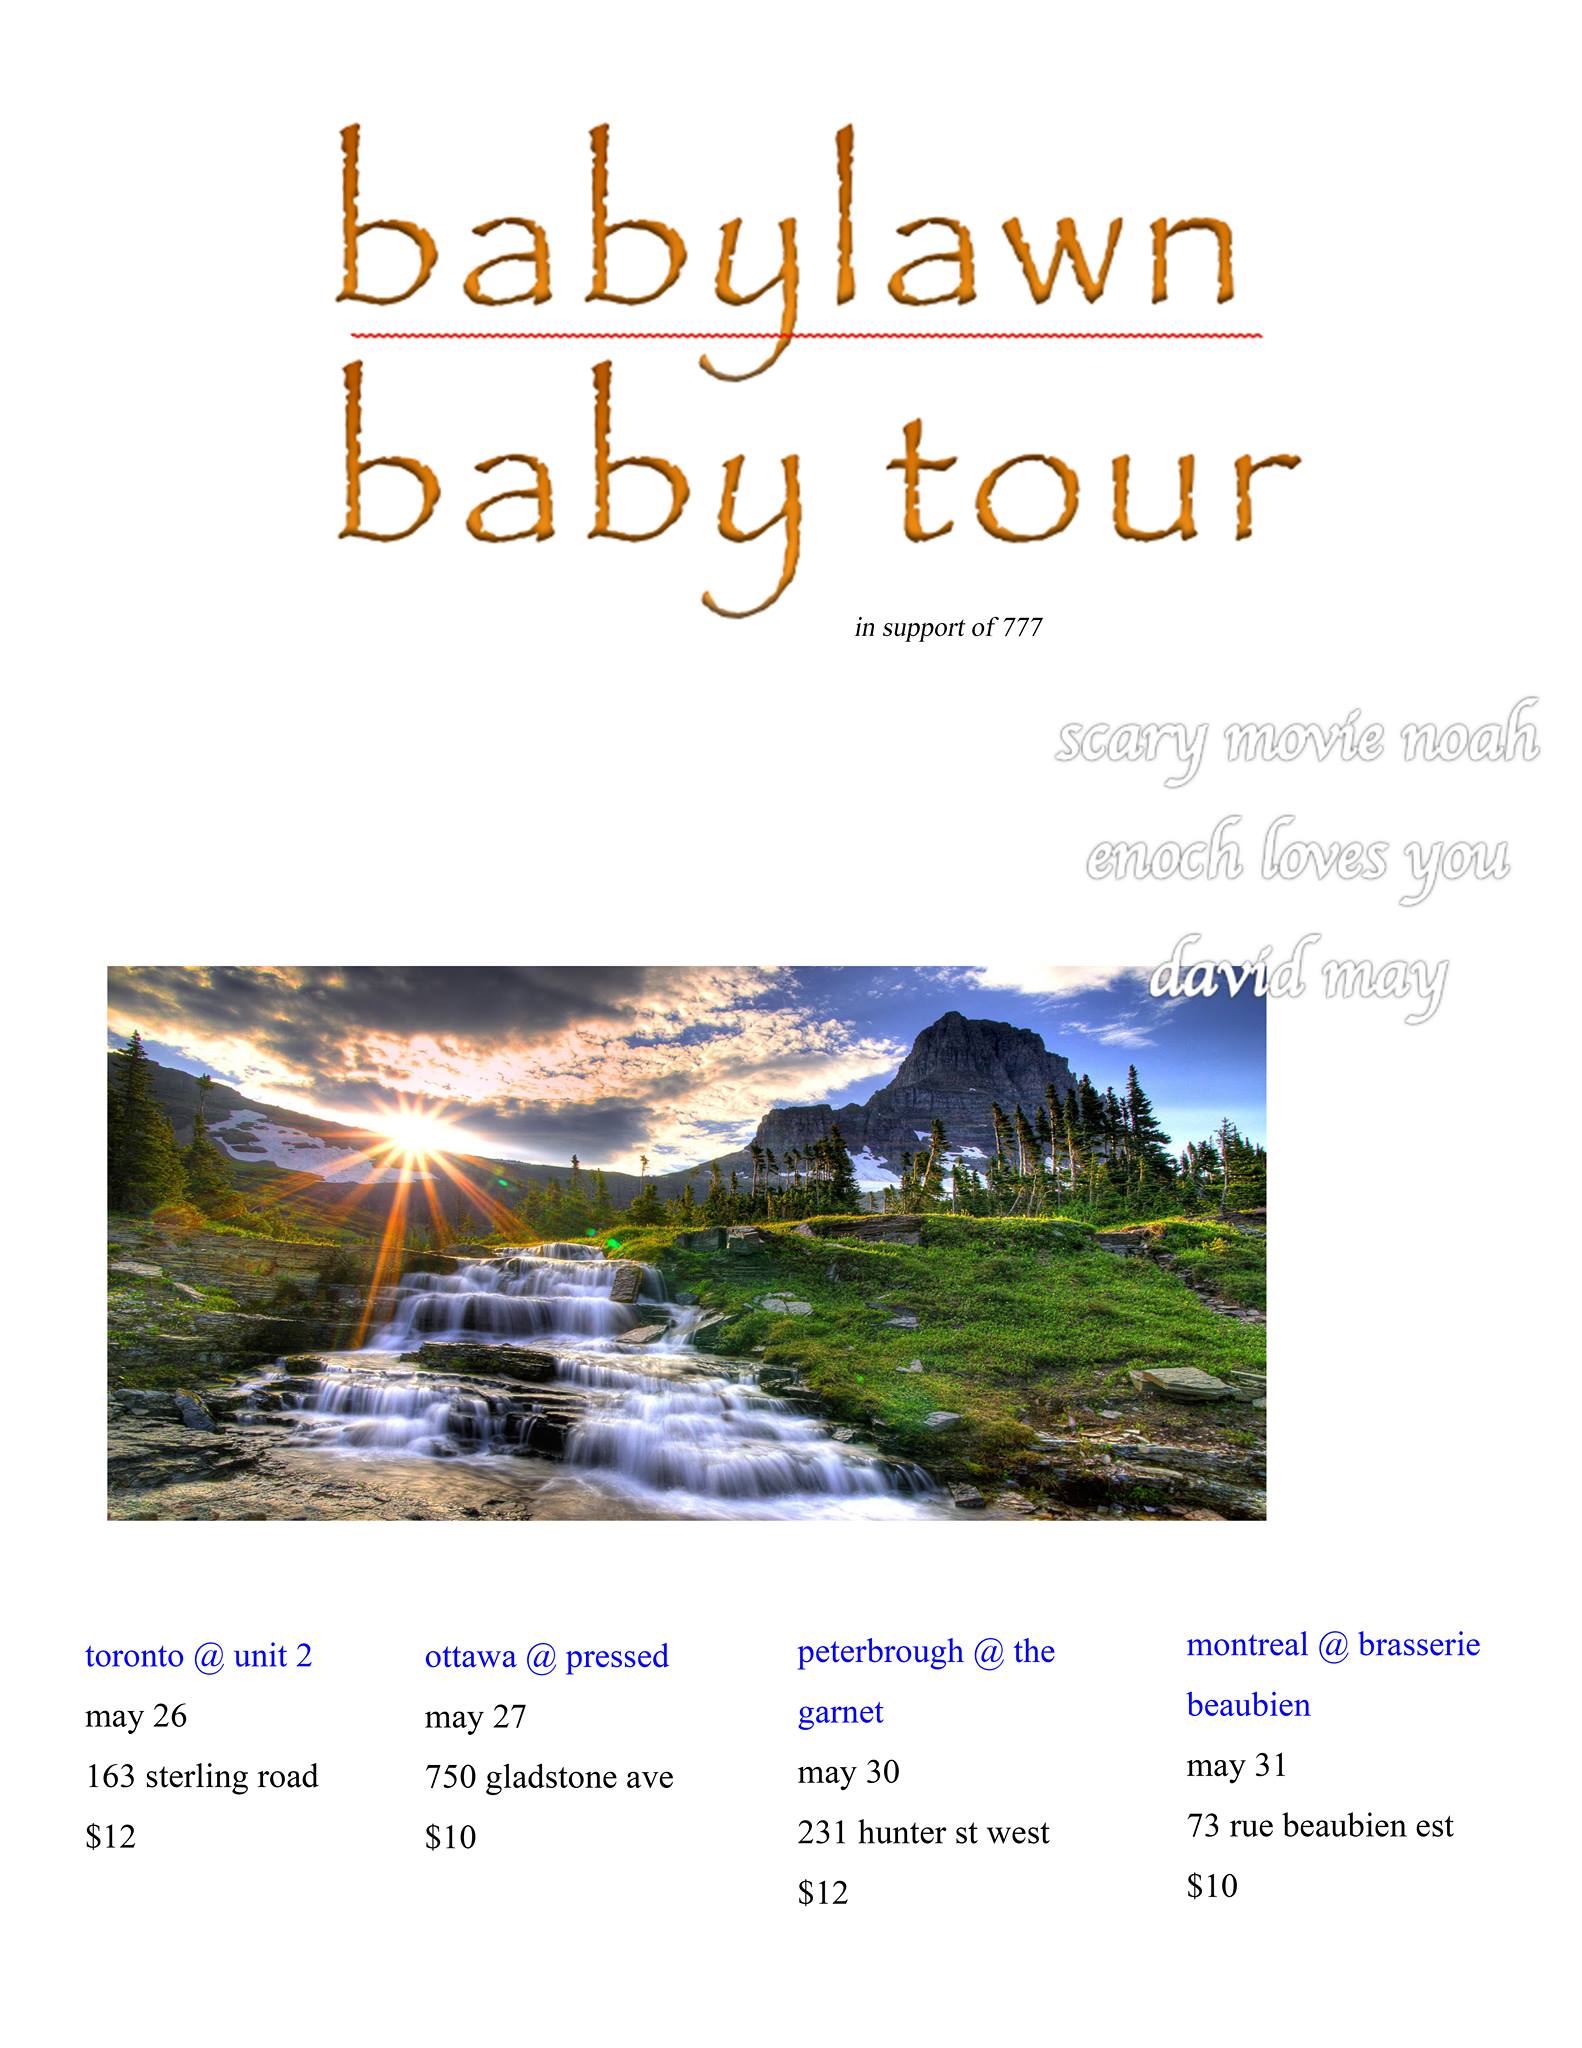 babylawn
baby tour
in support of 777
scary movie noah
enoch loves you
david may
toronto @ unit 2
may 26
163 sterling road
$12
ottawa @ pressed
may 27
750 gladstone ave
$10
peterbrough @ the
garnet
may 30
231 hunter st west
$12
montreal @ brasserie
beaubien
may 31
73 rue beaubien est
$10